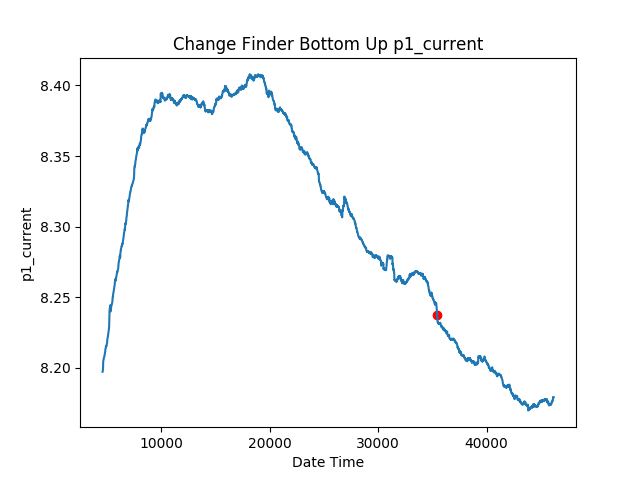 Change Finder Bottom Up p1_current
8.40
8.35
8.30
8.25
8.20
p1_current
10000 20000 30000 40000
Date Time